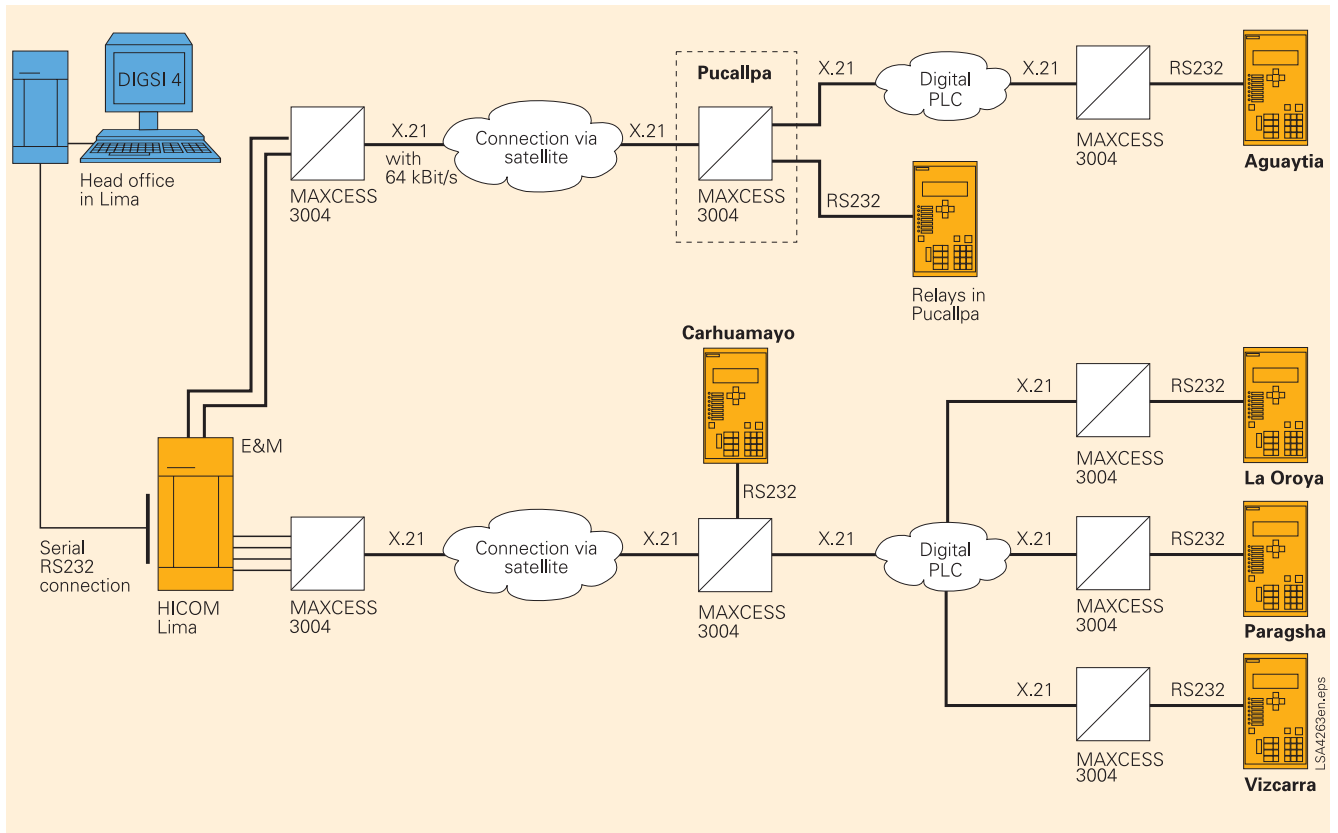 DIGSI 4
Head office
in Lima
X.21
with
64 kBit/s
MAXCESS
3004
Connection via
satellite
X.21
Pucallpa
MAXCESS
3004
X.21
Digital
PLC
X.21
MAXCESS
3004
RS232
Aguaytia
RS232
Relays in
Pucallpa
E&M
Serial
RS232
connection
HICOM
Lima
MAXCESS
3004
X.21
Connection via
satellite
X.21
Carhuamayo
RS232
MAXCESS
3004
X.21
Digital
PLC
X.21
MAXCESS
3004
RS232
La Oroya
X.21
MAXCESS
3004
RS232
Paragsha
X.21
MAXCESS
3004
RS232
Vizcarra
LSA4263en.eps